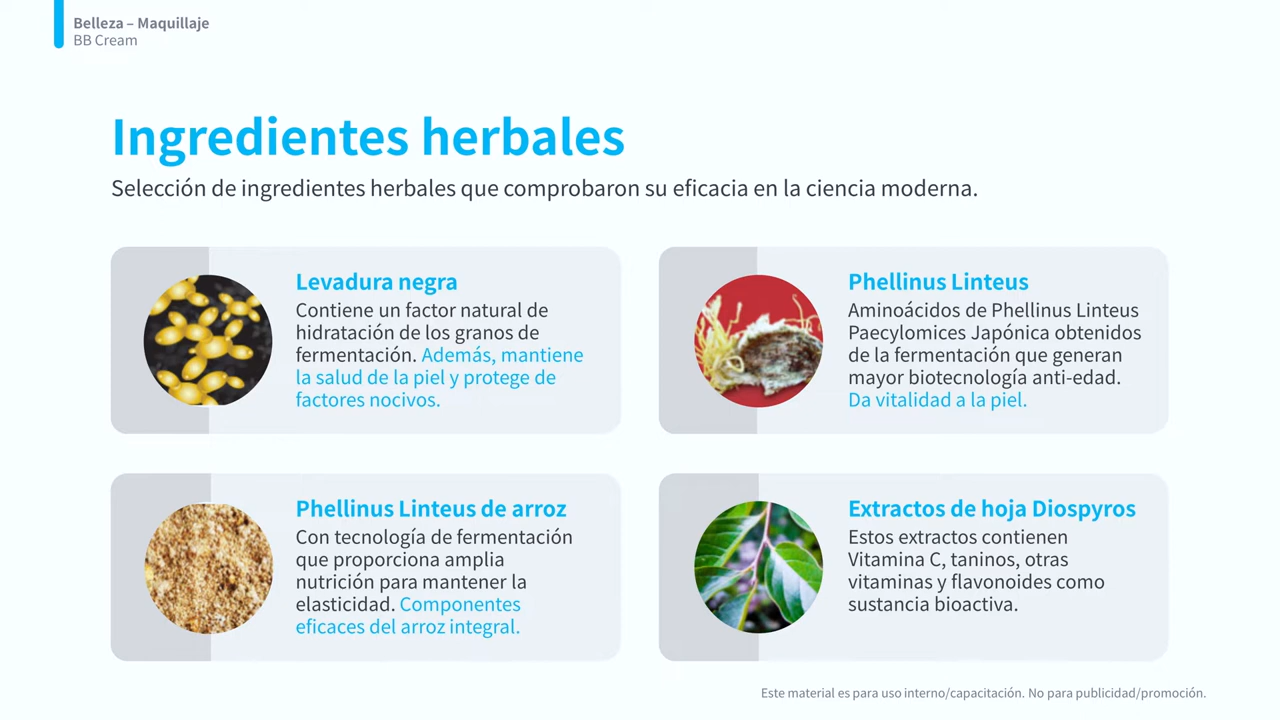 Belleza – Maquillaje
BB Cream
Ingredientes herbales
Selección de ingredientes herbales que comprobaron su eficacia en la ciencia moderna.
Levadura negra
Contiene un factor natural de
hidratación de los granos de
fermentación. Además, mantiene
la salud de la piel y protege de
factores nocivos.
Phellinus Linteus
Aminoácidos de Phellinus Linteus
Paecylomices Japónica obtenidos
de la fermentación que generan
mayor biotecnología anti-edad.
Da vitalidad a la piel.
Phellinus Linteus de arroz
Con tecnología de fermentación
que proporciona amplia
nutrición para mantener la
elasticidad. Componentes
eficaces del arroz integral.
Extractos de hoja Diospyros
Estos extractos contienen
Vitamina C, taninos, otras
vitaminas y flavonoides como
sustancia bioactiva.
Este material es para uso interno/capacitación. No para publicidad/promoción.